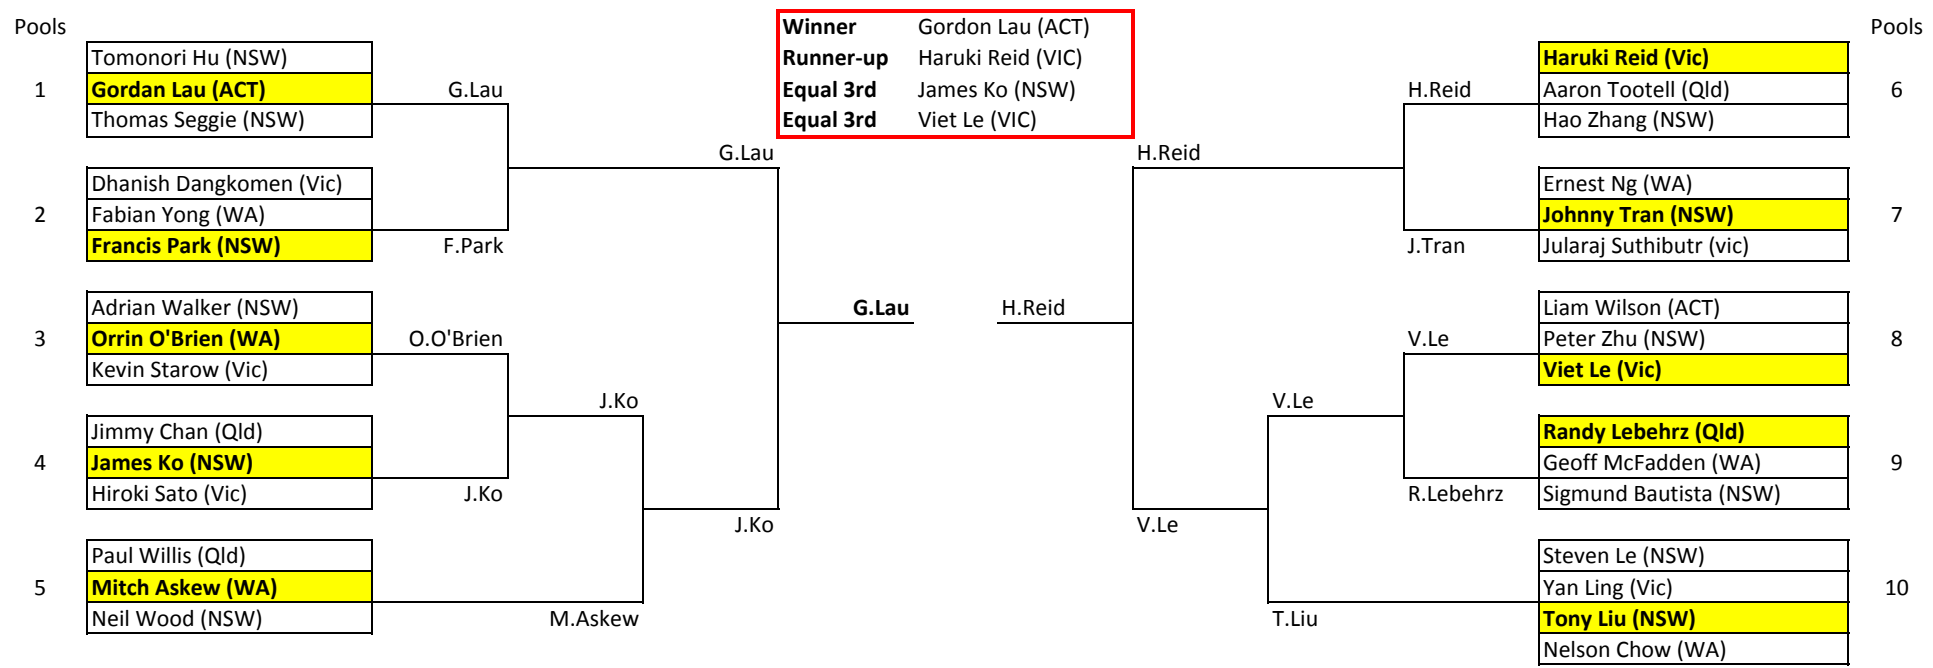 Pools
Winner Gordon Lau (ACT)
Pools
Tomonori Hu (NSW)
Runner-up Haruki Reid (VIC)
Haruki Reid (Vic)
1 Gordan Lau (ACT) G.Lau
Equal 3rd James Ko (NSW)
H.Reid Aaron Tootell (Qld) 6
Thomas Seggie (NSW)
Equal 3rd Viet Le (VIC)
Hao Zhang (NSW)
G.Lau H.Reid
Dhanish Dangkomen (Vic)
Ernest Ng (WA)
2 Fabian Yong (WA)
Johnny Tran (NSW) 7
Francis Park (NSW) F.Park
J.Tran Jularaj Suthibutr (vic)
Adrian Walker (NSW)
G.Lau H.Reid
Liam Wilson (ACT)
3 Orrin O'Brien (WA) O.O'Brien
V.Le Peter Zhu (NSW) 8
Kevin Starow (Vic)
Viet Le (Vic)
J.Ko V.Le
Jimmy Chan (Qld)
Randy Lebehrz (Qld)
4 James Ko (NSW)
Geoff McFadden (WA) 9
Hiroki Sato (Vic) J.Ko
R.Lebehrz Sigmund Bautista (NSW)
J.Ko V.Le
Paul Willis (Qld)
Steven Le (NSW)
5 Mitch Askew (WA)
Yan Ling (Vic) 10
Neil Wood (NSW) M.Askew
T.Liu Tony Liu (NSW)
Nelson Chow (WA)